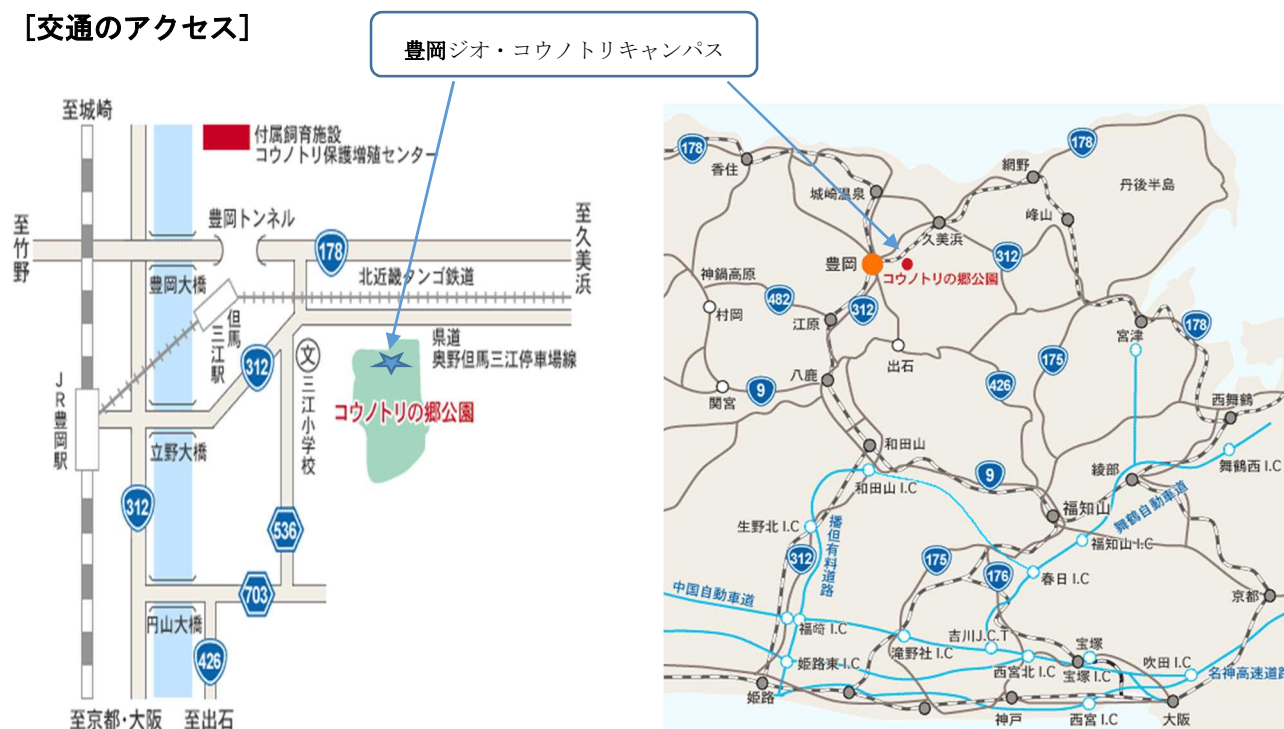 ［交通のアクセス］
豊岡ジオ・コウノトリキャンパス
至城崎
付属飼育施設
コウノトリ保護増殖センター
至竹野
豊岡トンネル
至久美浜
178
北近畿タンゴ鉄道
豊岡大橋
但馬
三江駅
312
県道
奥野但馬三江停車場線
文
三江小学校
JR豊岡駅
コウノトリの郷公園
立野大橋
312
536
703
円山大橋
426
至京都・大阪
至出石
178
香住
城崎温泉
網野
178
丹後半島
峰山
久美浜
312
豊岡
コウノトリの郷公園
神鍋高原
482
312
村岡
江原
宮津
178
出石
175
八鹿
426
関宮
9
西舞鶴
和田山
舞鶴西 I.C
和田山 I.C
9
綾部
福知山
舞鶴自動車道
生野北 I.C
播但有料道路
312
福知山 I.C
175
176
春日 I.C
中国自動車道
京都
福崎 I.C
吉川J.C.T
滝野社 I.C
宝塚
姫路東 I.C
西宮北 I.C
宝塚 I.C
吹田 I.C
名神高速道路
姫路
神戸
西宮 I.C
大阪